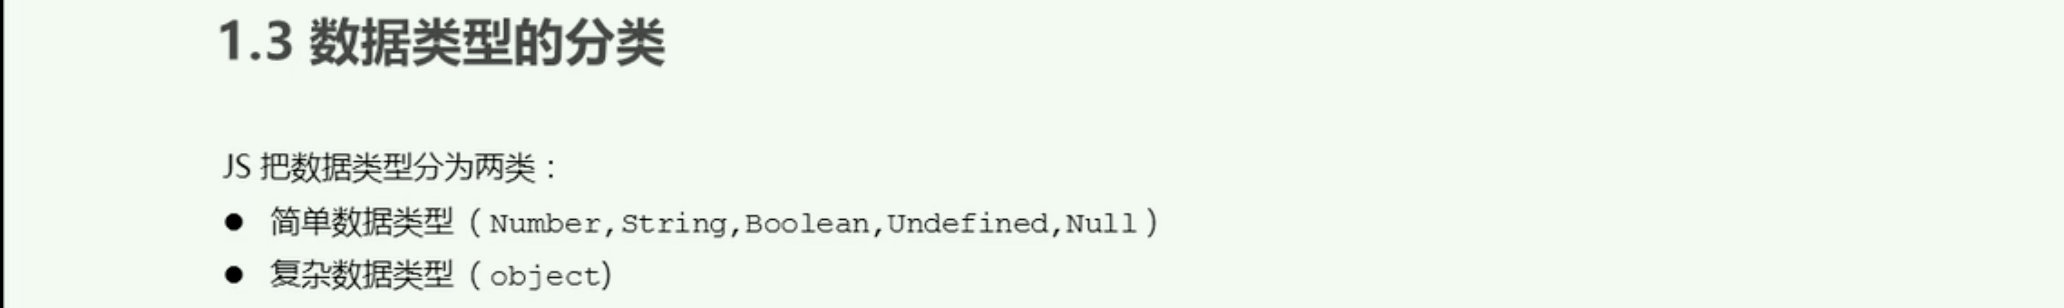 1.3 数据类型的分类
JS 把数据类型分为两类：
● 简单数据类型（Number,String,Boolean,Undefined,Null）
● 复杂数据类型（object)